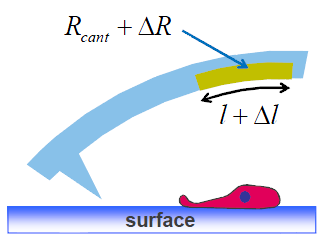 R_cant + ΔR
l + Δl
surface